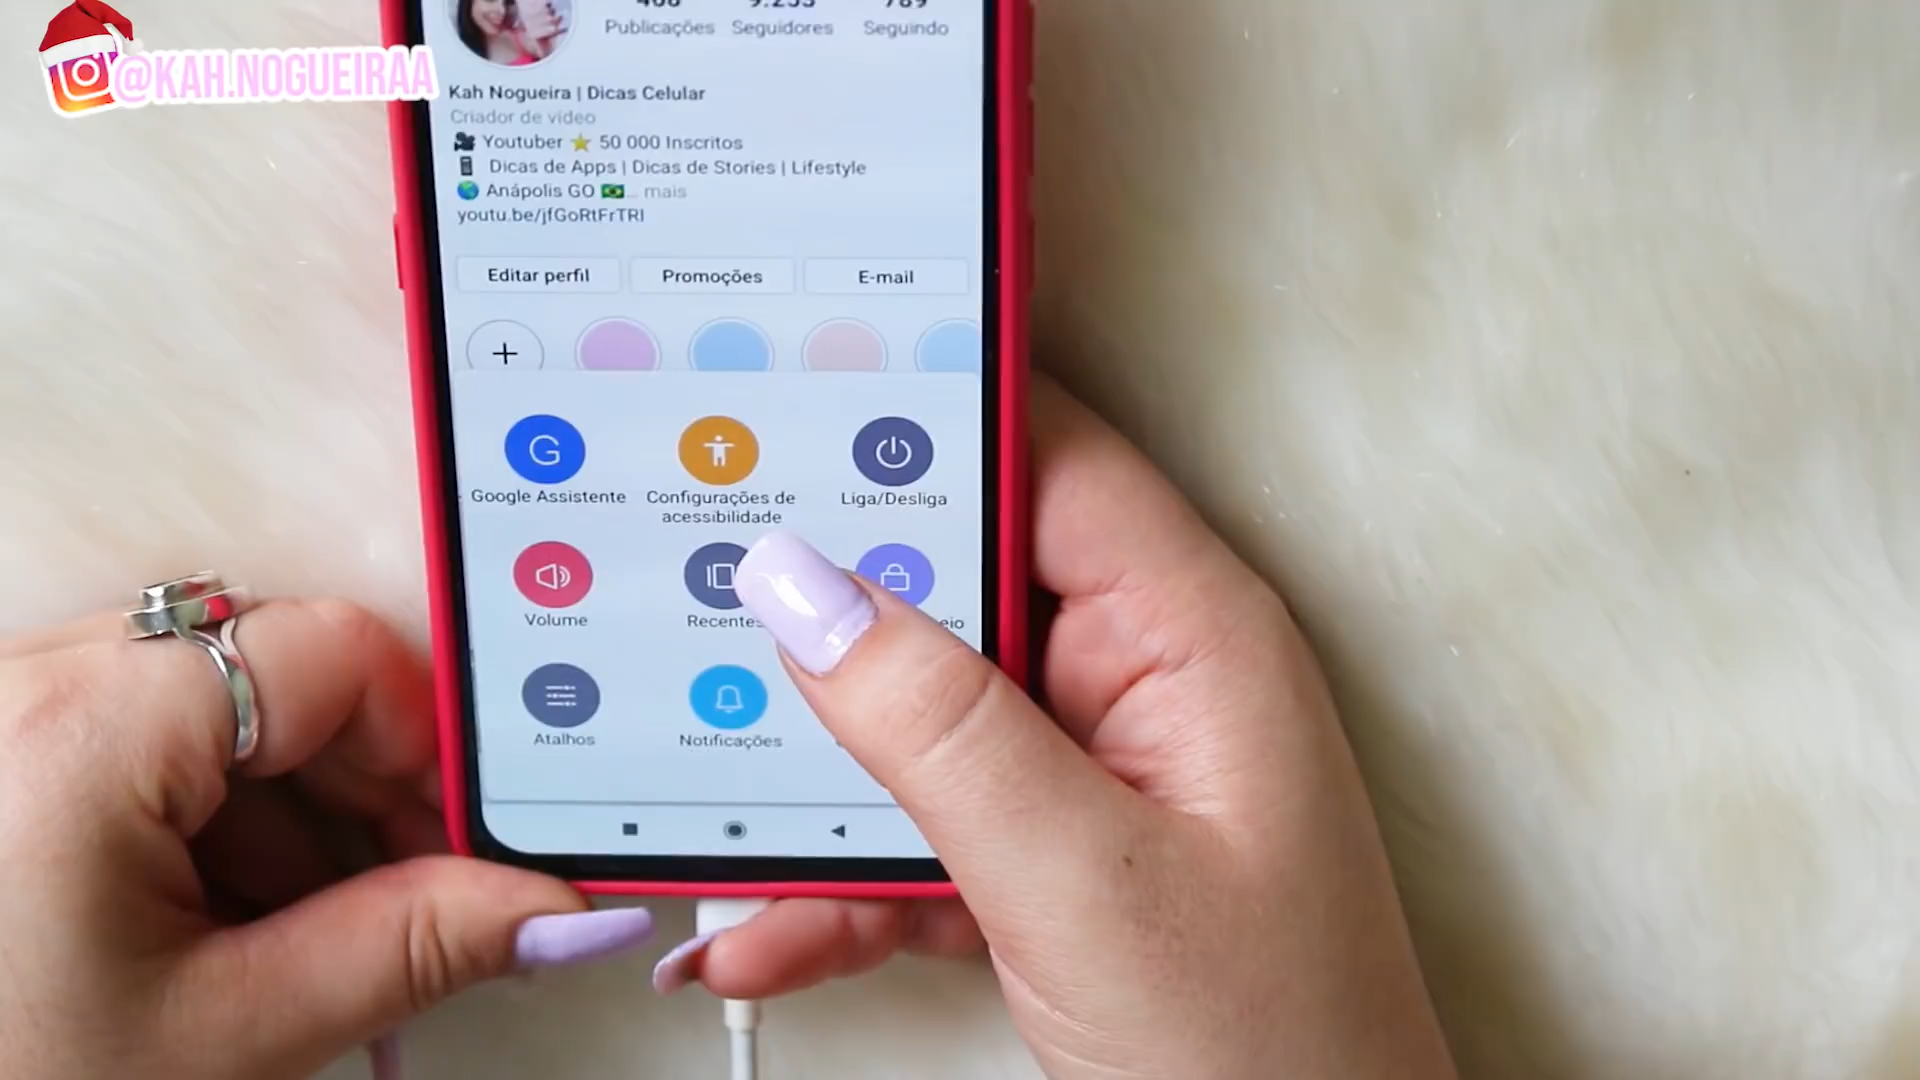 @KAH.NOGUEIRAA
Publicações Seguidores Seguindo
Kah Nogueira | Dicas Celular
Criador de vídeo
Youtuber ⭐ 50 000 Inscritos
Dicas de Apps | Dicas de Stories | Lifestyle
Anápolis GO 🇧🇷... mais
youtu.be/jfGoRtFrTRI
Editar perfil Promoções E-mail
+
G
Google Assistente Configurações de acessibilidade Liga/Desliga
Volume Recentes
Atalhos Notificações